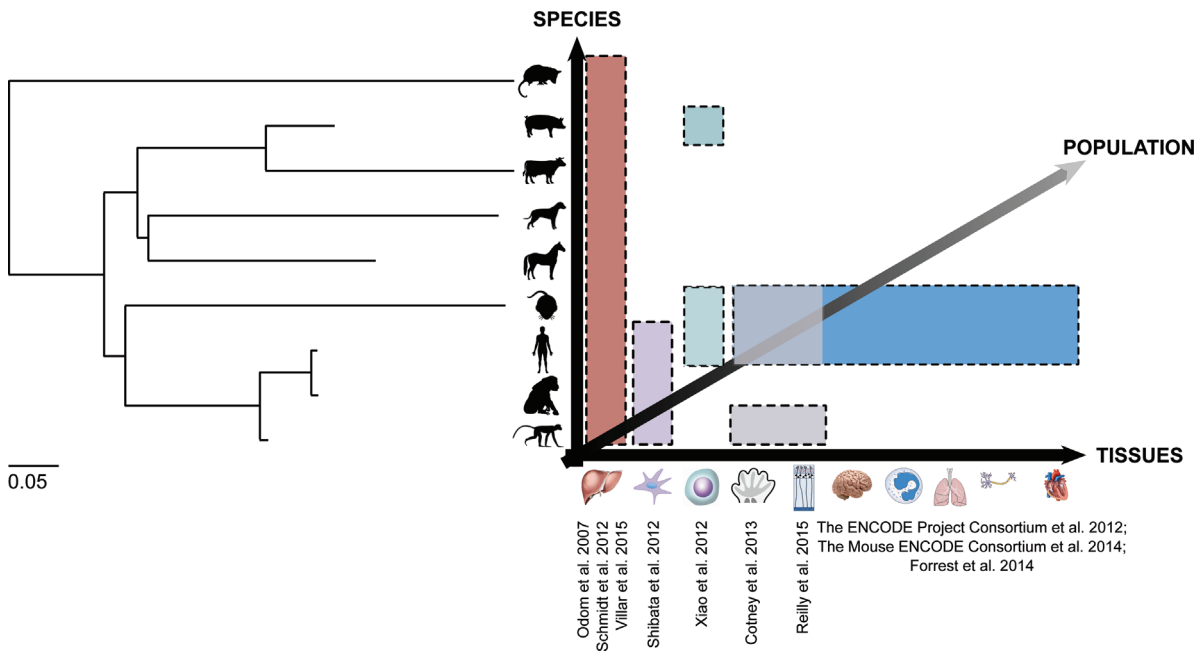 SPECIES
POPULATION
TISSUES
0.05
Odom et al. 2007
Schmidt et al. 2012
Villar et al. 2015
Shibata et al. 2012
Xiao et al. 2012
Cotney et al. 2013
Reilly et al. 2015
The ENCODE Project Consortium et al. 2012;
The Mouse ENCODE Consortium et al. 2014;
Forrest et al. 2014